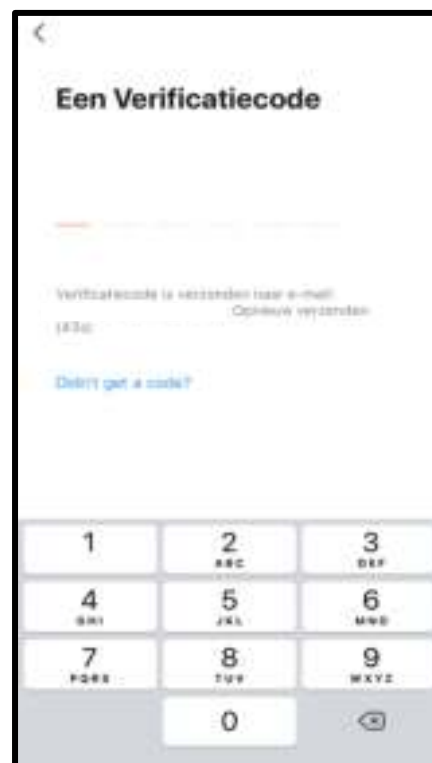 Een Verificatiecode
Verificatiecode is verzonden naar e-mail:
Opnieuw verzenden
Didn't get a code?
1
2
ABC
3
DEF
4
GHI
5
JKL
6
MNO
7
PQRS
8
TUV
9
WXYZ
0